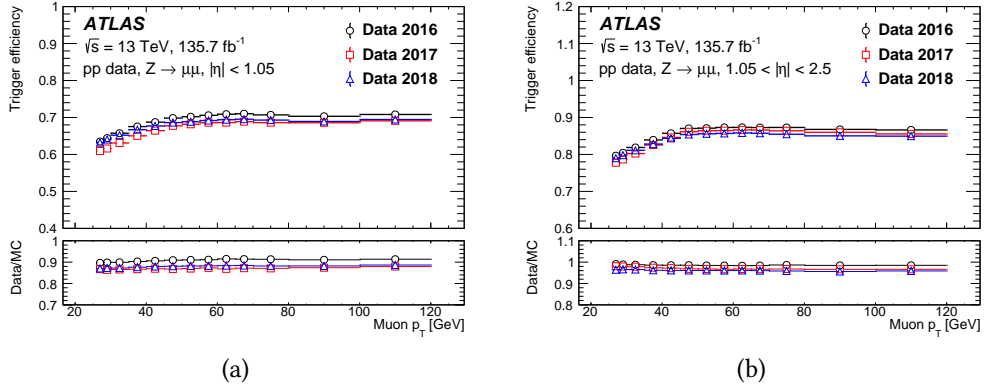 ATLAS
√s = 13 TeV, 135.7 fb⁻¹
pp data, Z → μμ, |η| < 1.05
Data 2016
Data 2017
Data 2018
Trigger efficiency
1
0.9
0.8
0.7
0.6
0.5
0.4
Data/MC
1
0.9
0.8
0.7
20 40 60 80 100 120
Muon p_T [GeV]
(a)
ATLAS
√s = 13 TeV, 135.7 fb⁻¹
pp data, Z → μμ, 1.05 < |η| < 2.5
Data 2016
Data 2017
Data 2018
Trigger efficiency
1.2
1.1
1
0.9
0.8
0.7
0.6
Data/MC
1.1
1
0.9
0.8
20 40 60 80 100 120
Muon p_T [GeV]
(b)